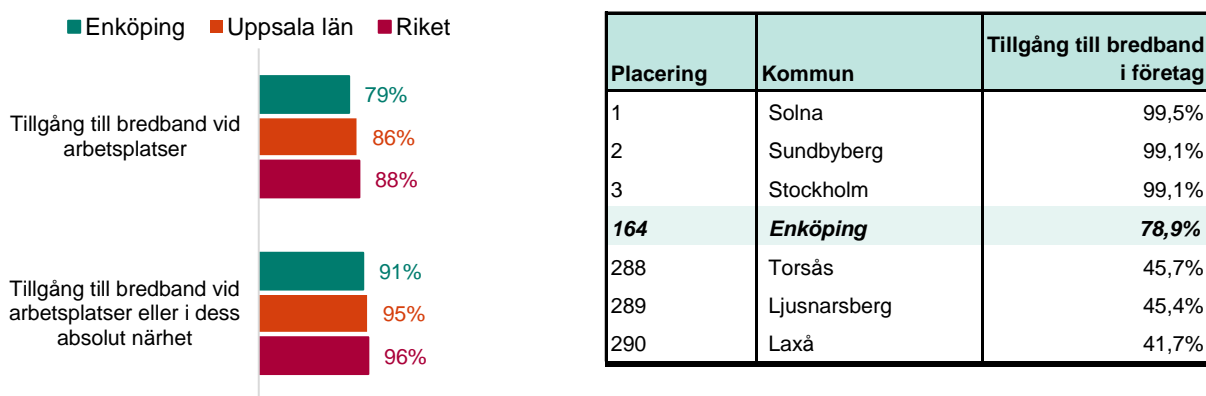 Enköping Uppsala län Riket
Tillgång till bredband vid
arbetsplatser
79%
86%
88%
Tillgång till bredband vid
arbetsplatser eller i dess
absolut närhet
91%
95%
96%
Placering Kommun Tillgång till bredband i företag
1 Solna 99,5%
2 Sundbyberg 99,1%
3 Stockholm 99,1%
164 Enköping 78,9%
288 Torsås 45,7%
289 Ljusnarsberg 45,4%
290 Laxå 41,7%